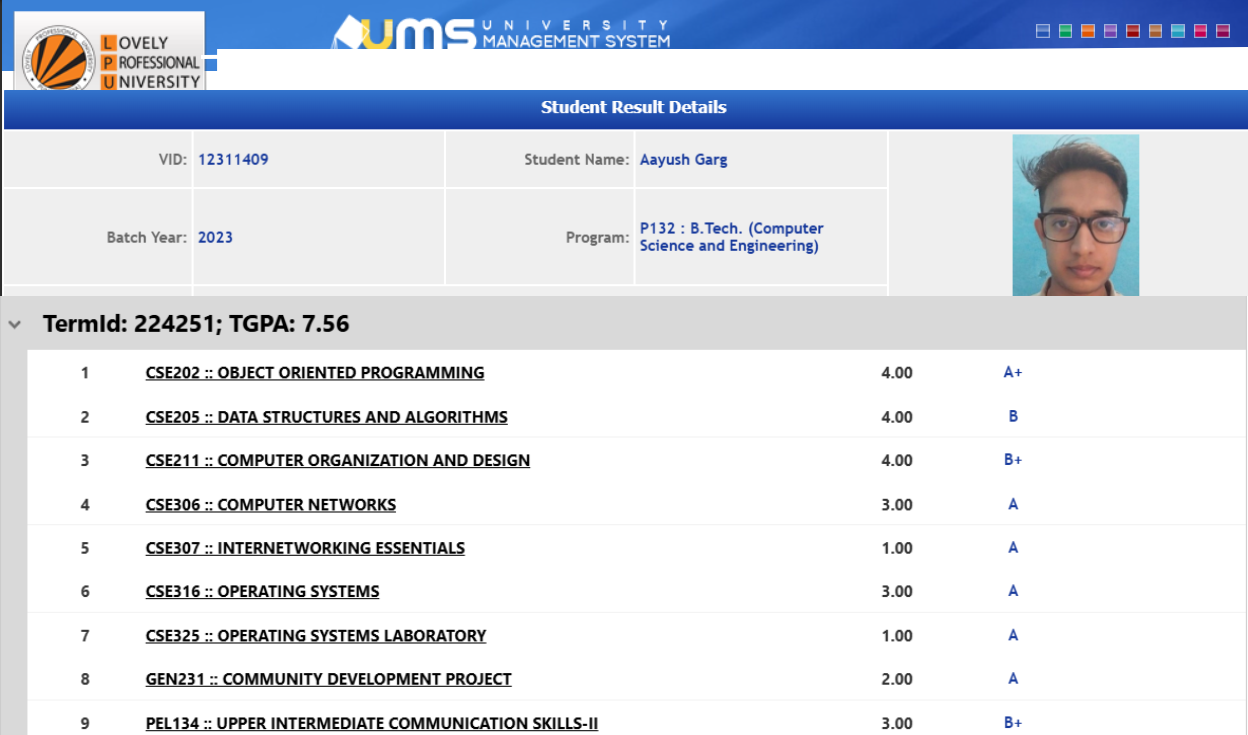 LOVELY
PROFESSIONAL
UNIVERSITY
UMS UNIVERSITY
MANAGEMENT SYSTEM
Student Result Details
VID: 12311409 Student Name: Aayush Garg
Batch Year: 2023 Program: P132 : B.Tech. (Computer
Science and Engineering)
TermId: 224251; TGPA: 7.56
1 CSE202 :: OBJECT ORIENTED PROGRAMMING 4.00 A+
2 CSE205 :: DATA STRUCTURES AND ALGORITHMS 4.00 B
3 CSE211 :: COMPUTER ORGANIZATION AND DESIGN 4.00 B+
4 CSE306 :: COMPUTER NETWORKS 3.00 A
5 CSE307 :: INTERNETWORKING ESSENTIALS 1.00 A
6 CSE316 :: OPERATING SYSTEMS 3.00 A
7 CSE325 :: OPERATING SYSTEMS LABORATORY 1.00 A
8 GEN231 :: COMMUNITY DEVELOPMENT PROJECT 2.00 A
9 PEL134 :: UPPER INTERMEDIATE COMMUNICATION SKILLS-II 3.00 B+